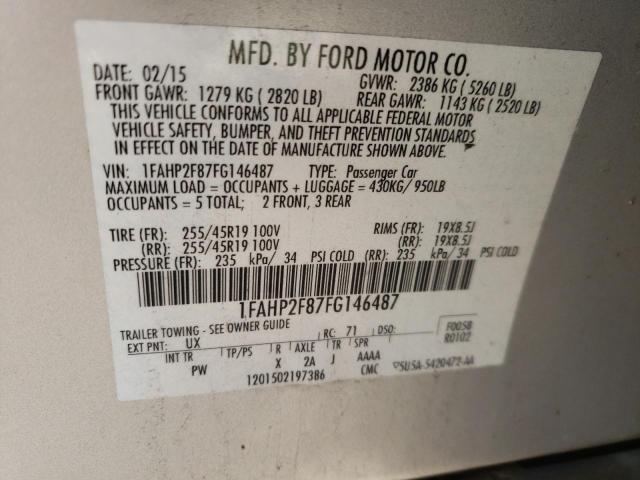 MFD. BY FORD MOTOR CO.
DATE: 02/15 GVWR: 2386 KG ( 5260 LB)
FRONT GAWR: 1279 KG ( 2820 LB) REAR GAWR: 1143 KG ( 2520 LB)
THIS VEHICLE CONFORMS TO ALL APPLICABLE FEDERAL MOTOR
VEHICLE SAFETY, BUMPER, AND THEFT PREVENTION STANDARDS
IN EFFECT ON THE DATE OF MANUFACTURE SHOWN ABOVE.
VIN: 1FAHP2F87FG146487 TYPE: Passenger Car
MAXIMUM LOAD = OCCUPANTS + LUGGAGE = 430KG/ 950LB
OCCUPANTS = 5 TOTAL; 2 FRONT, 3 REAR
TIRE (FR): 255/45R19 100V RIMS (FR): 19X8.5J
(RR): 255/45R19 100V (RR): 19X8.5J
PRESSURE (FR): 235 kPa/ 34 PSI COLD (RR): 235 kPa/ 34 PSI COLD
1FAHP2F87FG146487
TRAILER TOWING - SEE OWNER GUIDE
EXT PNT: UX RC: 71 DSO: F0058
R0102
INT TR TP/PS R AXLE TR SPR
PW X 2A J AAAA
1201502197386 CMC 5U5A-5420472-AA